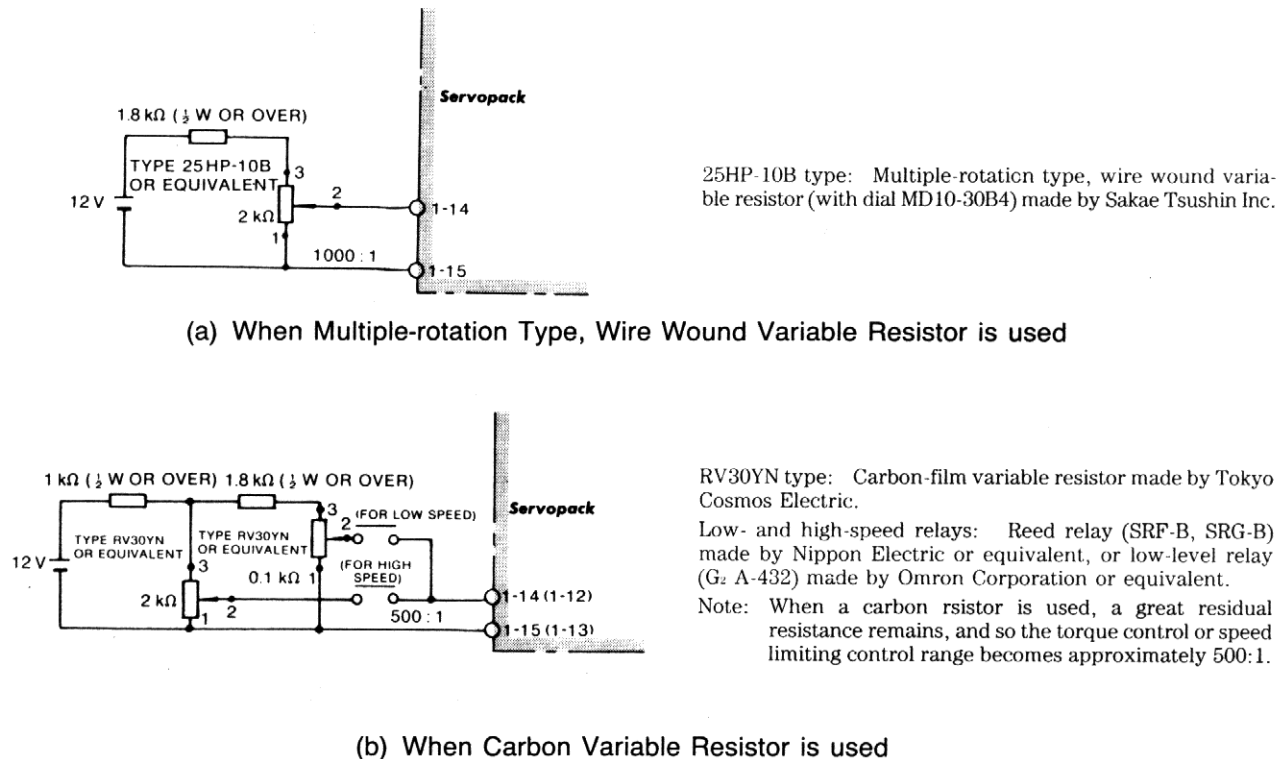 Servopack
1.8 kΩ (½ W OR OVER)
TYPE 25HP-10B
OR EQUIVALENT
3
2
12 V
2 kΩ
1-14
1
1000 : 1
1-15
25HP-10B type: Multiple-rotation type, wire wound varia-
ble resistor (with dial MD10-30B4) made by Sakae Tsushin Inc.
(a) When Multiple-rotation Type, Wire Wound Variable Resistor is used
1 kΩ (½ W OR OVER) 1.8 kΩ (½ W OR OVER)
Servopack
3
2
(FOR LOW SPEED)
TYPE RV30YN
OR EQUIVALENT
TYPE RV30YN
OR EQUIVALENT
12 V
3
0.1 kΩ
1
(FOR HIGH
SPEED)
2 kΩ
2
1
500 : 1
1-14 (1-12)
1-15 (1-13)
RV30YN type: Carbon-film variable resistor made by Tokyo
Cosmos Electric.
Low- and high-speed relays: Reed relay (SRF-B, SRG-B)
made by Nippon Electric or equivalent, or low-level relay
(G₂ A-432) made by Omron Corporation or equivalent.
Note: When a carbon rsistor is used, a great residual
resistance remains, and so the torque control or speed
limiting control range becomes approximately 500:1.
(b) When Carbon Variable Resistor is used